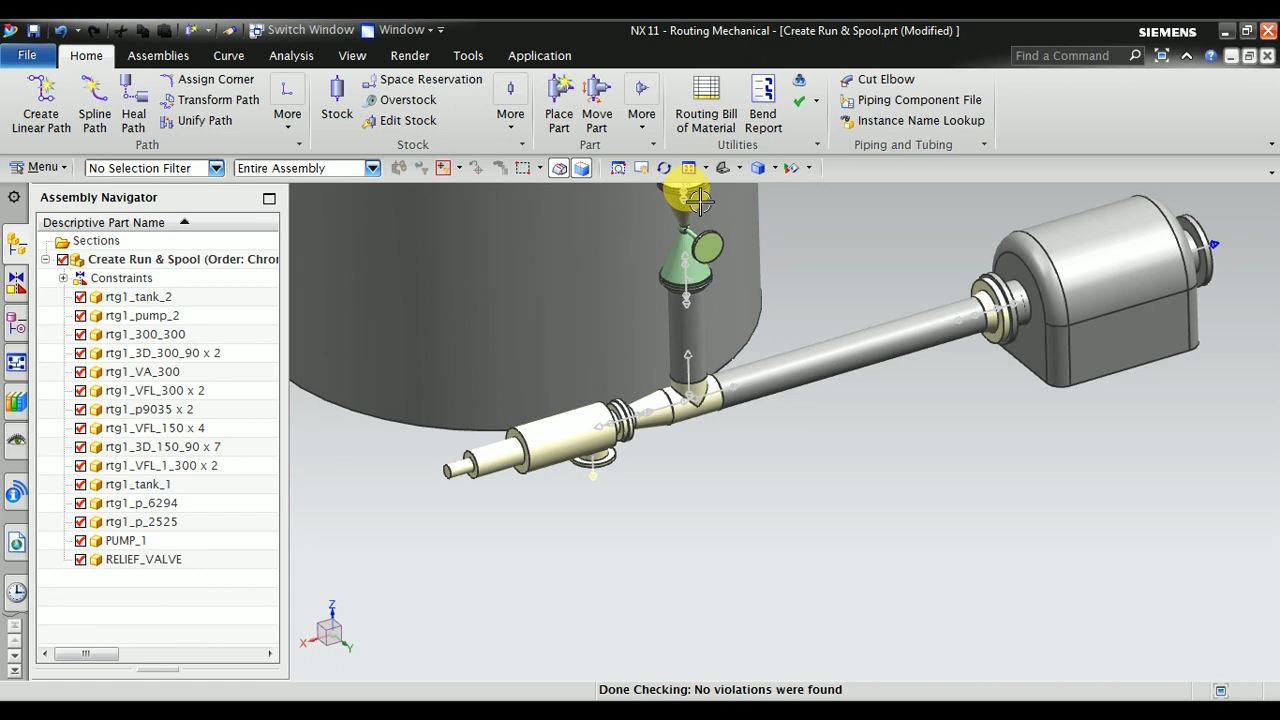 Switch Window Window
NX 11 - Routing Mechanical - [Create Run & Spool.prt (Modified) ]
SIEMENS
File Home Assemblies Curve Analysis View Render Tools Application
Find a Command
Create Linear Path
Spline Path
Heal Path
Assign Corner
Transform Path
Unify Path
More
Path
Stock
Space Reservation
Overstock
Edit Stock
More
Stock
Place Part
Move Part
More
Part
Routing Bill of Material
Bend Report
Utilities
Cut Elbow
Piping Component File
Instance Name Lookup
Piping and Tubing
Menu
No Selection Filter
Entire Assembly
Assembly Navigator
Descriptive Part Name
Sections
Create Run & Spool (Order: Chror
Constraints
rtg1_tank_2
rtg1_pump_2
rtg1_300_300
rtg1_3D_300_90 x 2
rtg1_VA_300
rtg1_VFL_300 x 2
rtg1_p9035 x 2
rtg1_VFL_150 x 4
rtg1_3D_150_90 x 7
rtg1_VFL_1_300 x 2
rtg1_tank_1
rtg1_p_6294
rtg1_p_2525
PUMP_1
RELIEF_VALVE
Z
X
Y
Done Checking: No violations were found